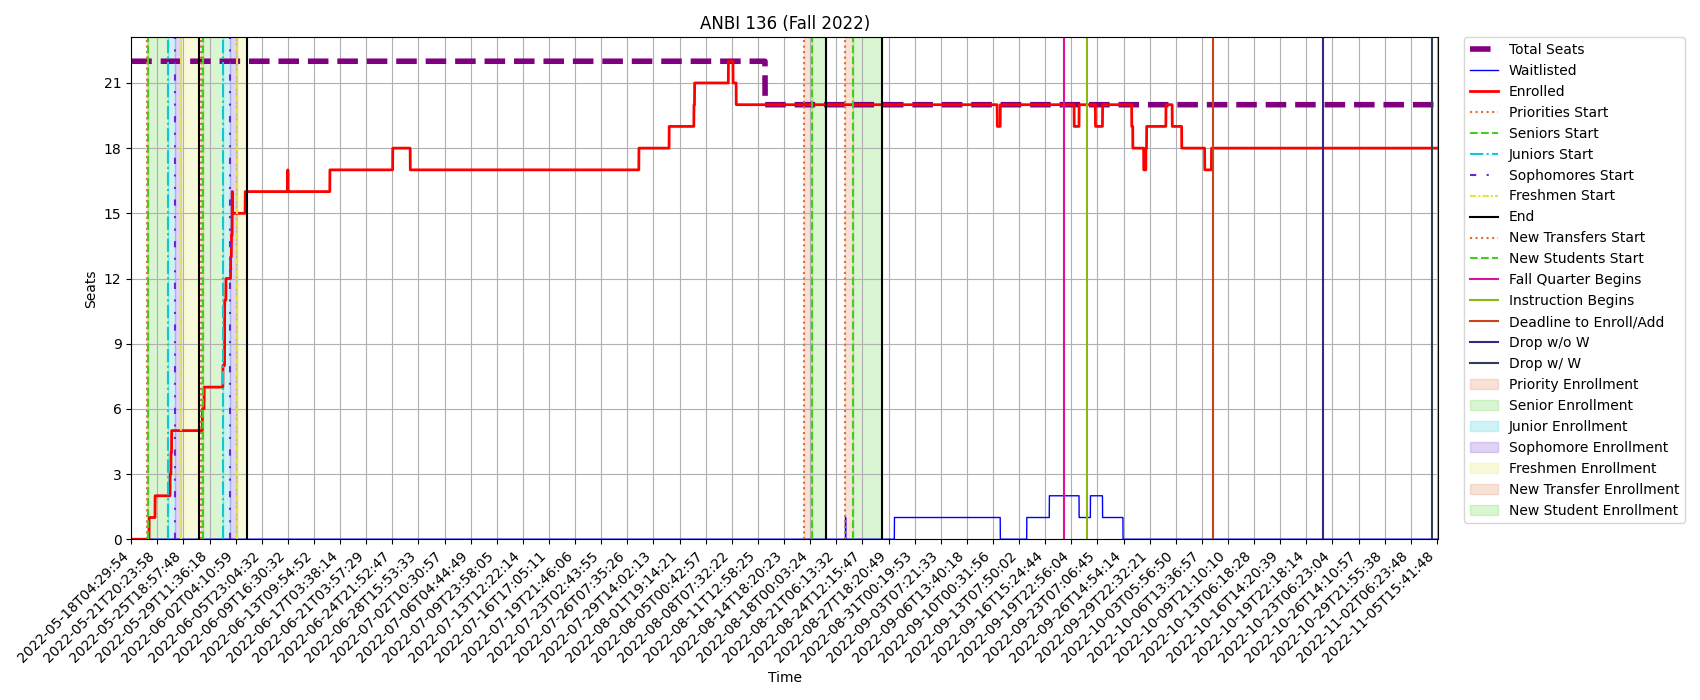 ANBI 136 (Fall 2022)
Seats
21
18
15
12
9
6
3
0
2022-05-18T04:29:54
2022-05-21T20:23:58
2022-05-25T18:57:48
2022-05-29T11:36:18
2022-06-02T04:10:59
2022-06-05T23:04:32
2022-06-09T16:30:32
2022-06-13T09:54:52
2022-06-17T03:38:14
2022-06-21T03:57:29
2022-06-24T21:52:47
2022-06-28T15:53:33
2022-07-02T10:30:57
2022-07-06T04:44:49
2022-07-09T23:58:05
2022-07-13T12:22:14
2022-07-16T17:05:11
2022-07-19T21:46:06
2022-07-23T02:43:55
2022-07-26T07:35:26
2022-07-29T14:02:13
2022-08-01T19:14:21
2022-08-05T00:42:57
2022-08-08T07:32:22
2022-08-11T12:58:25
2022-08-14T18:20:23
2022-08-18T00:03:24
2022-08-21T06:13:32
2022-08-24T12:15:47
2022-08-27T18:20:49
2022-08-31T00:19:53
2022-09-03T07:21:33
2022-09-06T13:40:18
2022-09-10T00:31:56
2022-09-13T07:50:02
2022-09-16T15:24:44
2022-09-19T22:56:04
2022-09-23T07:06:45
2022-09-26T14:54:14
2022-09-29T22:32:21
2022-10-03T05:56:50
2022-10-06T13:36:57
2022-10-09T21:10:10
2022-10-13T06:18:28
2022-10-16T14:20:39
2022-10-19T22:18:14
2022-10-23T06:23:04
2022-10-26T14:10:57
2022-10-29T21:55:38
2022-11-02T06:23:48
2022-11-05T15:41:48
Time
Total Seats
Waitlisted
Enrolled
Priorities Start
Seniors Start
Juniors Start
Sophomores Start
Freshmen Start
End
New Transfers Start
New Students Start
Fall Quarter Begins
Instruction Begins
Deadline to Enroll/Add
Drop w/o W
Drop w/ W
Priority Enrollment
Senior Enrollment
Junior Enrollment
Sophomore Enrollment
Freshmen Enrollment
New Transfer Enrollment
New Student Enrollment